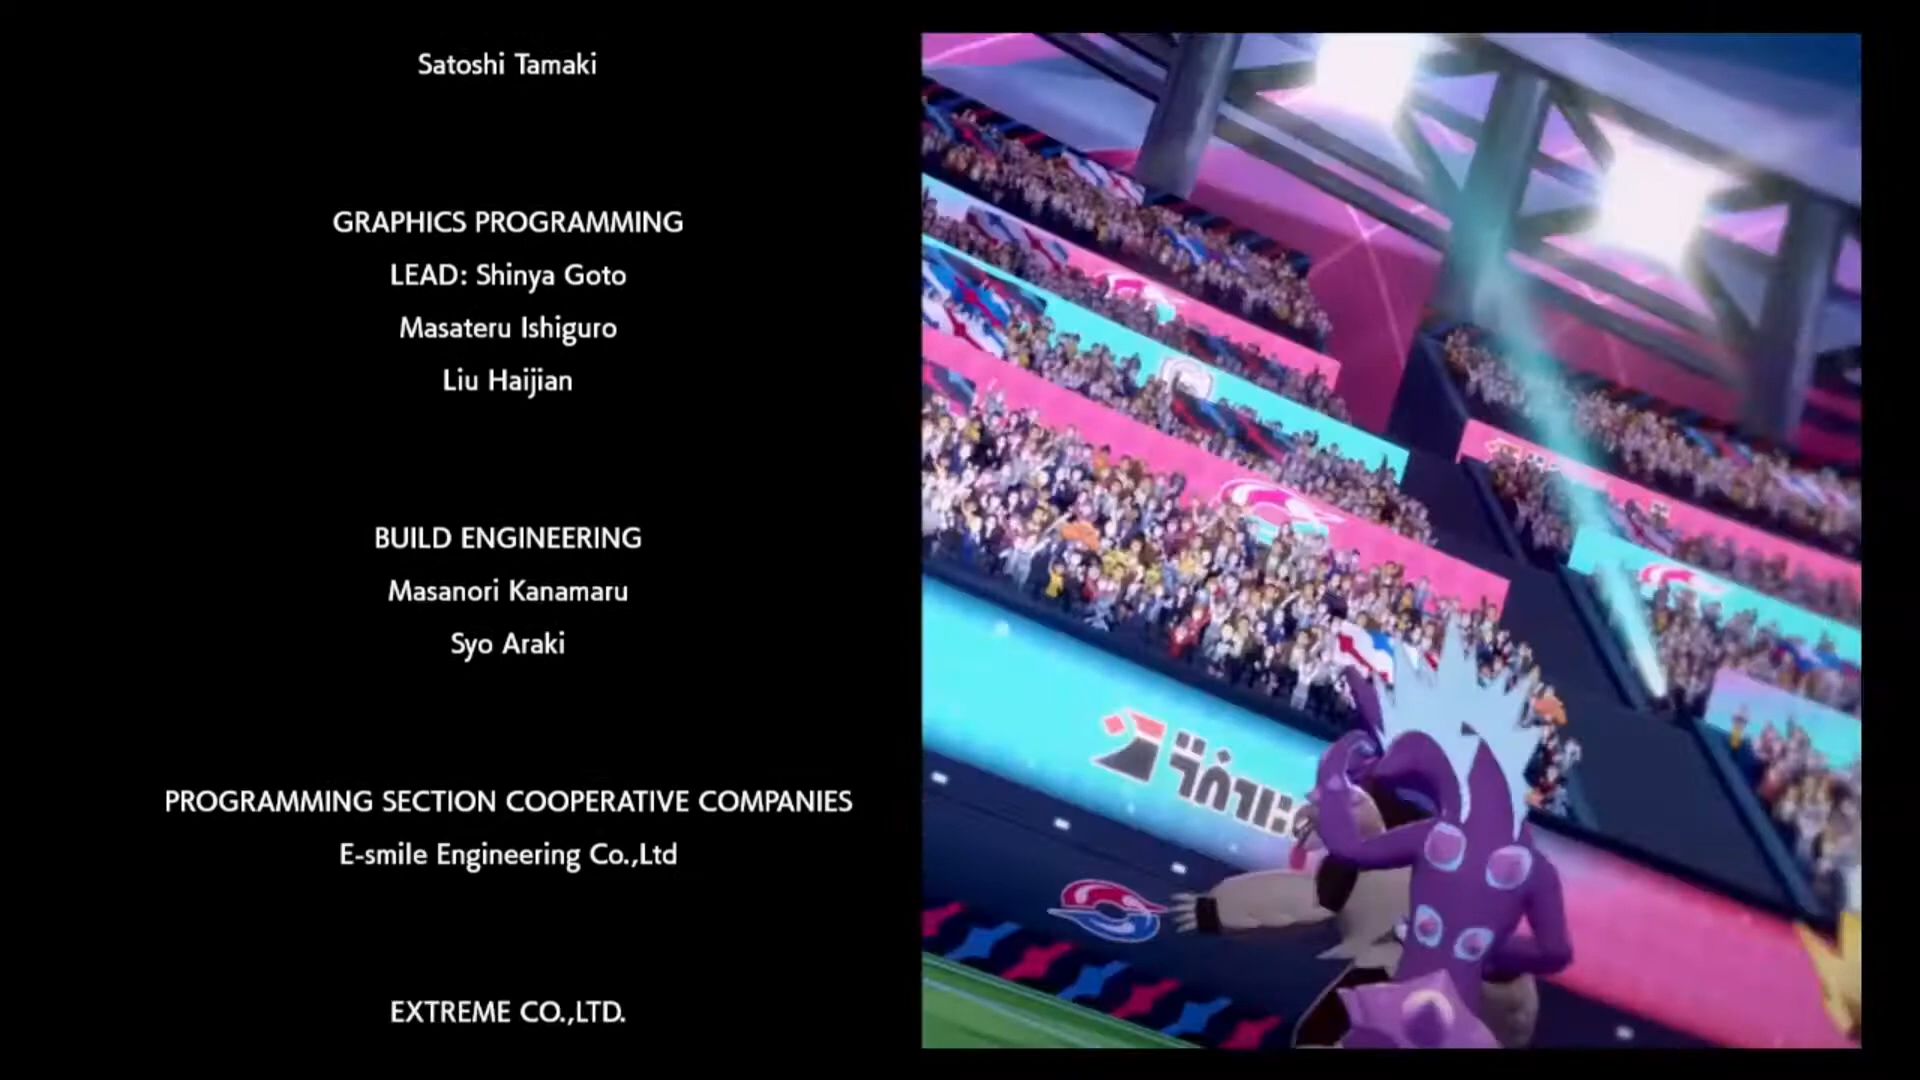 Satoshi Tamaki
GRAPHICS PROGRAMMING
LEAD: Shinya Goto
Masateru Ishiguro
Liu Haijian
BUILD ENGINEERING
Masanori Kanamaru
Syo Araki
PROGRAMMING SECTION COOPERATIVE COMPANIES
E-smile Engineering Co.,Ltd
EXTREME CO.,LTD.